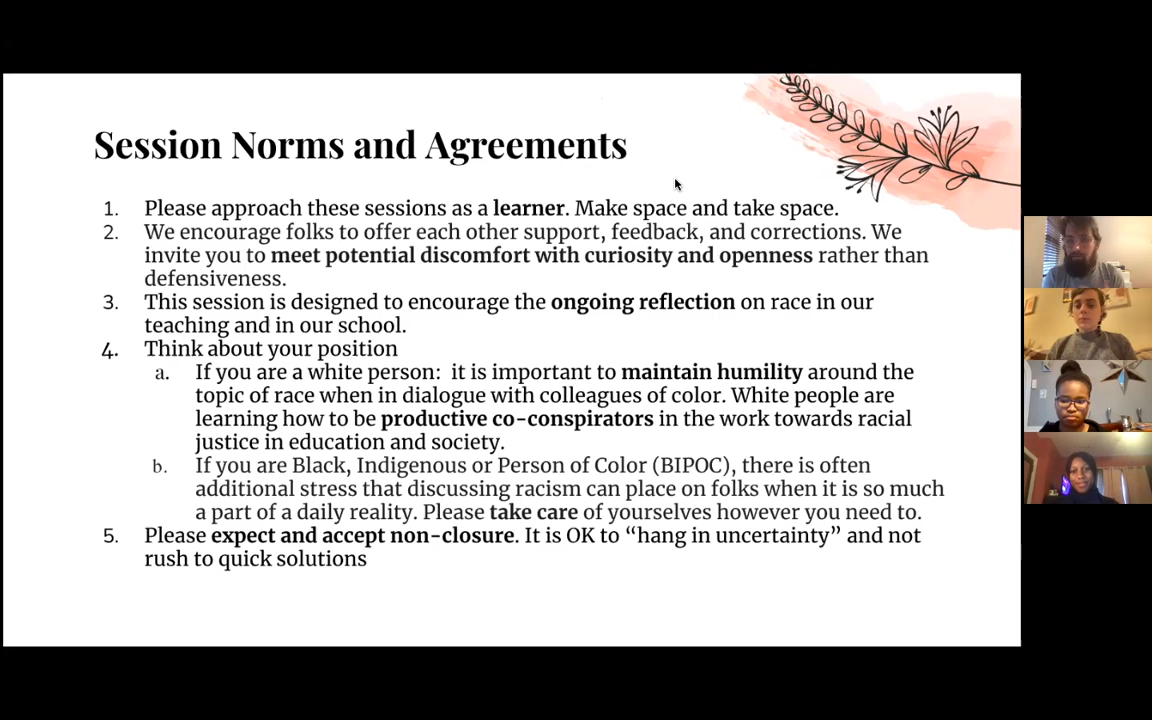 Session Norms and Agreements
1. Please approach these sessions as a learner. Make space and take space.
2. We encourage folks to offer each other support, feedback, and corrections. We
invite you to meet potential discomfort with curiosity and openness rather than
defensiveness.
3. This session is designed to encourage the ongoing reflection on race in our
teaching and in our school.
4. Think about your position
a. If you are a white person: it is important to maintain humility around the
topic of race when in dialogue with colleagues of color. White people are
learning how to be productive co-conspirators in the work towards racial
justice in education and society.
b. If you are Black, Indigenous or Person of Color (BIPOC), there is often
additional stress that discussing racism can place on folks when it is so much
a part of a daily reality. Please take care of yourselves however you need to.
5. Please expect and accept non-closure. It is OK to “hang in uncertainty” and not
rush to quick solutions